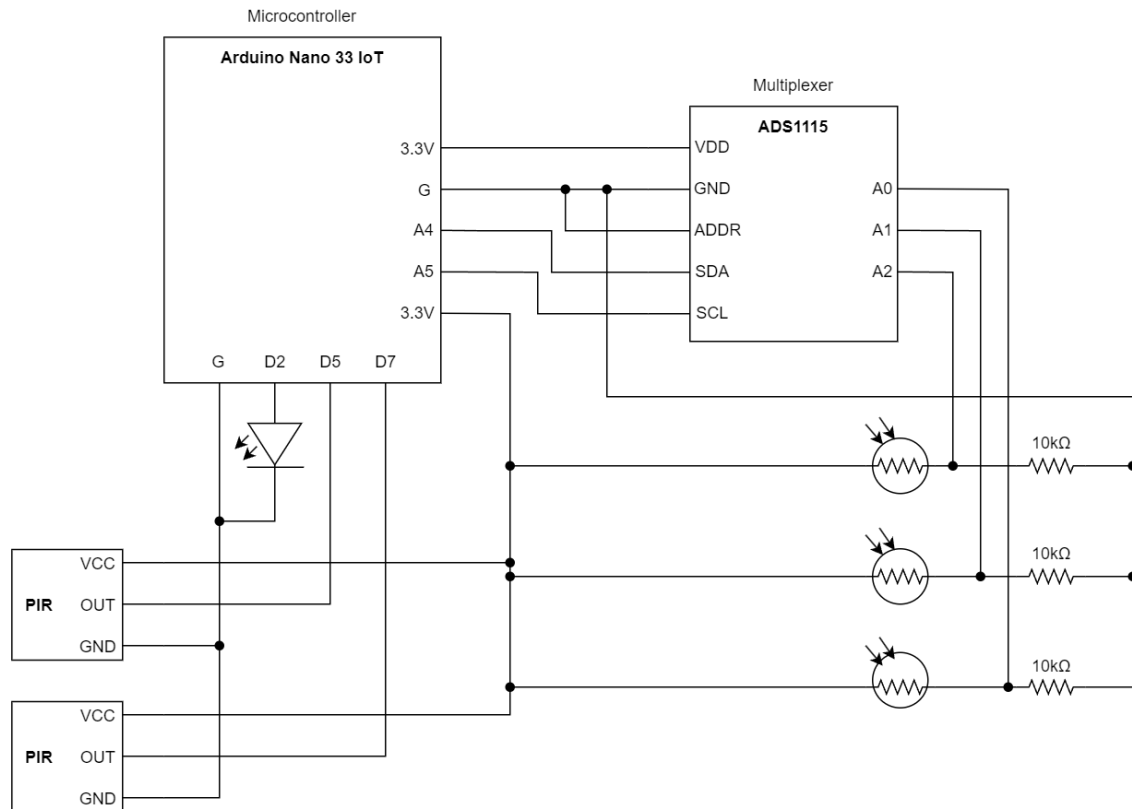 Microcontroller
Arduino Nano 33 IoT
Multiplexer
ADS1115
3.3V
G
A4
A5
3.3V
VDD
GND
ADDR
SDA
SCL
A0
A1
A2
G D2 D5 D7
10kΩ
10kΩ
10kΩ
VCC
PIR OUT
GND
VCC
PIR OUT
GND